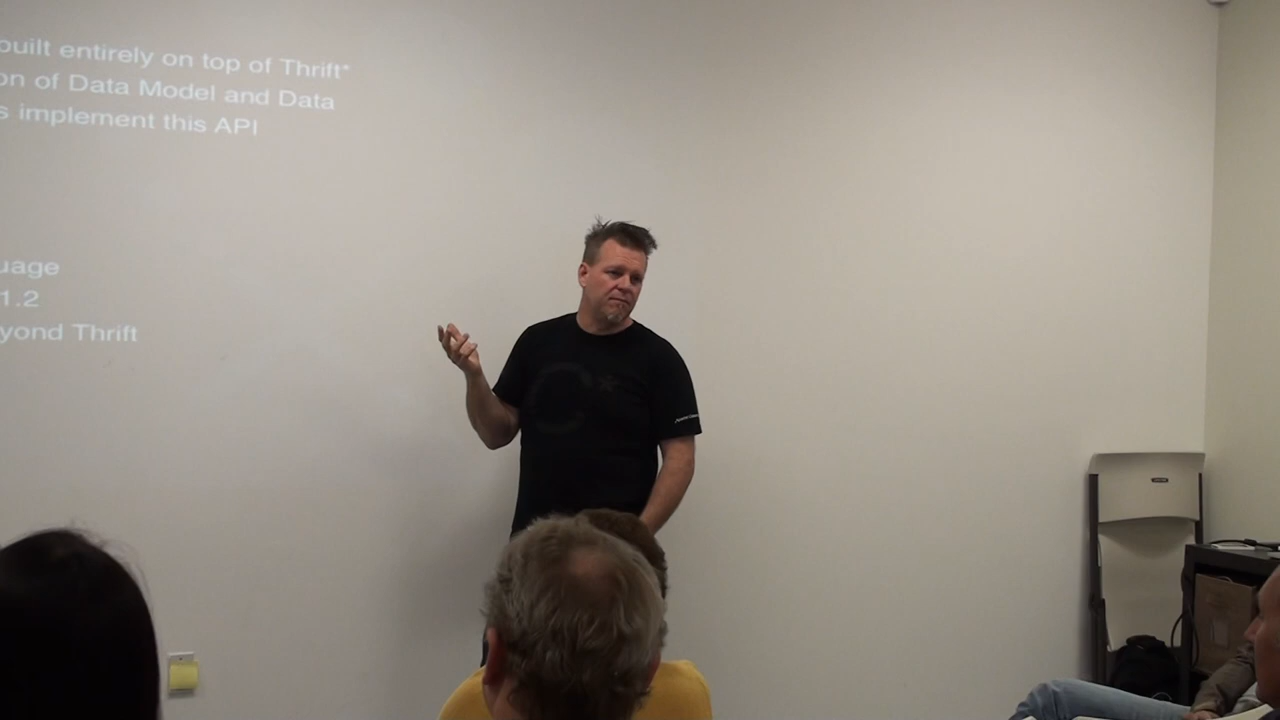 built entirely on top of Thrift*
on of Data Model and Data
s implement this API
uage
1.2
yond Thrift
C*